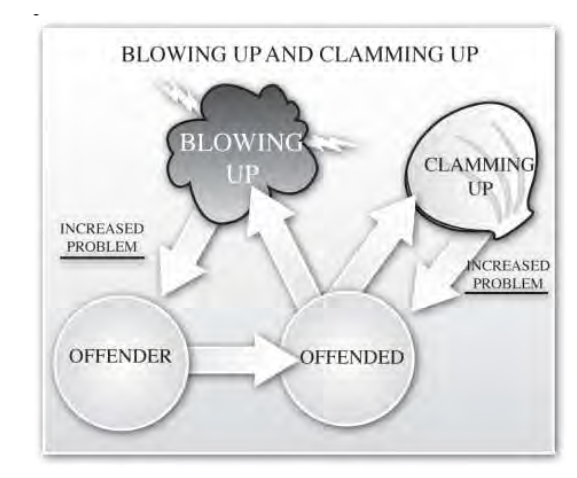 BLOWING UP AND CLAMMING UP
BLOWING
UP
CLAMMING
UP
INCREASED
PROBLEM
INCREASED
PROBLEM
OFFENDER
OFFENDED